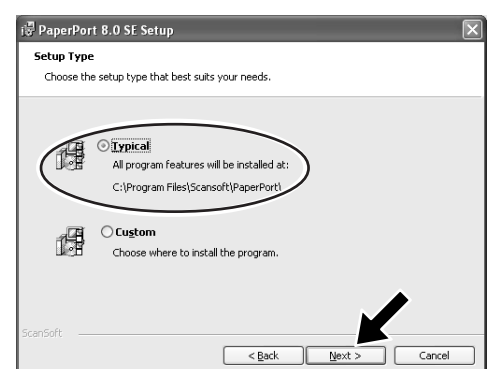 PaperPort 8.0 SE Setup
Setup Type
Choose the setup type that best suits your needs.
Typical
All program features will be installed at:
C:\Program Files\Scansoft\PaperPort\
Custom
Choose where to install the program.
ScanSoft
< Back Next > Cancel